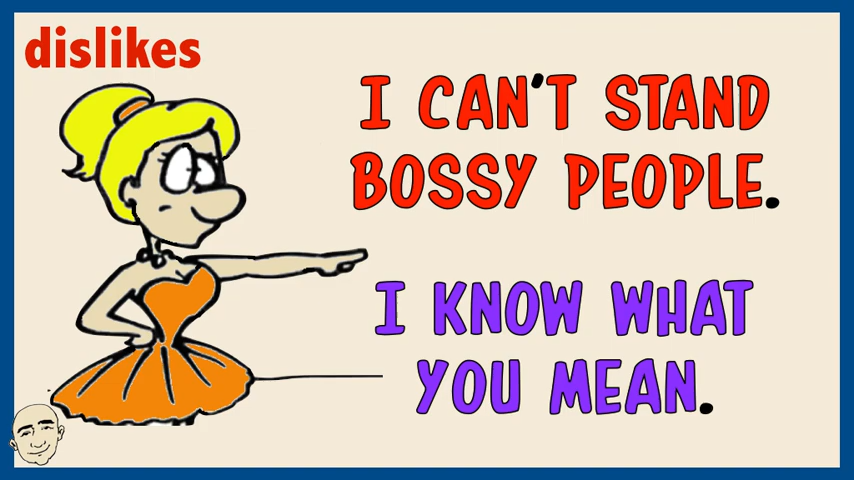 dislikes
I CAN'T STAND
BOSSY PEOPLE.
I KNOW WHAT
YOU MEAN.